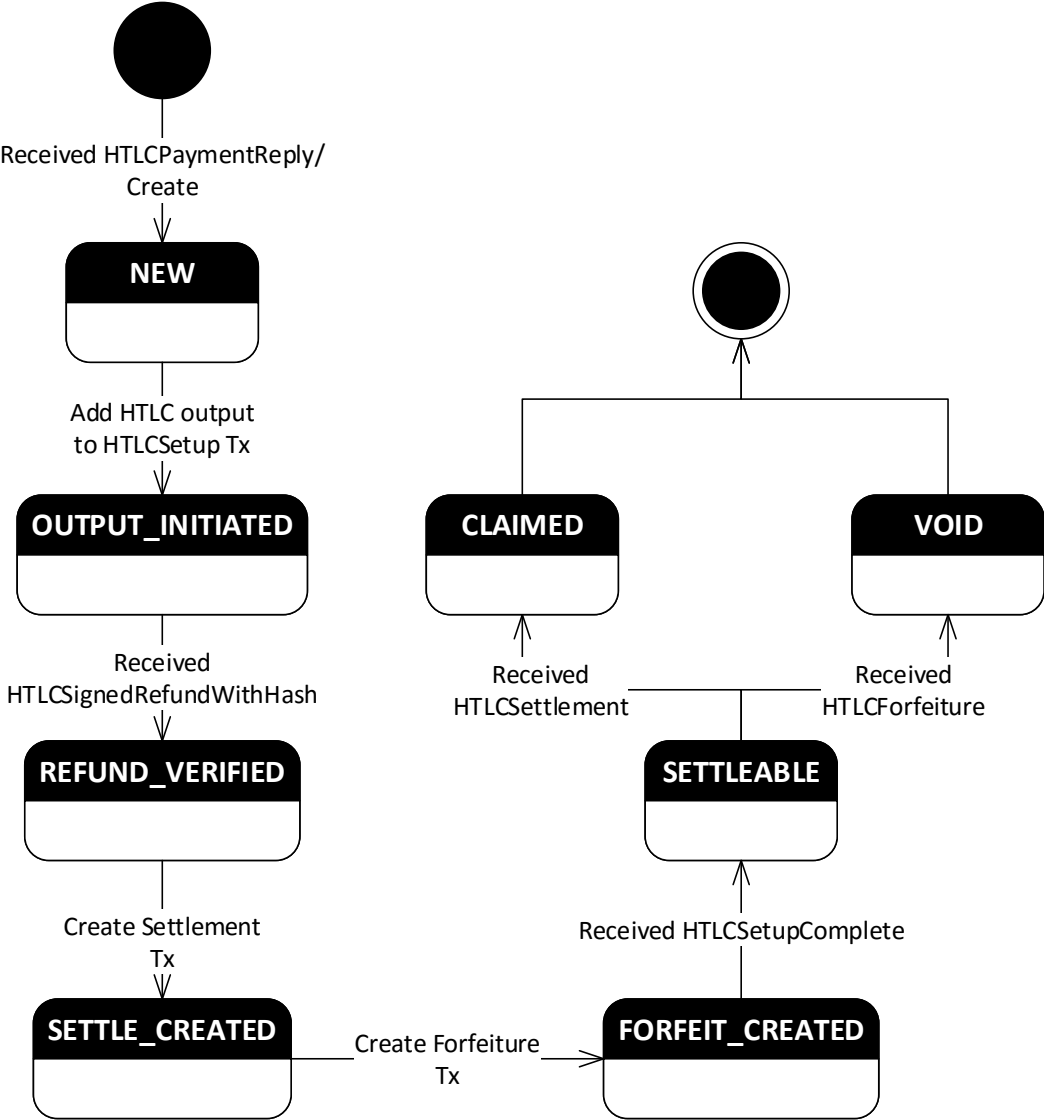 Received HTLCPaymentReply/
Create
NEW
Add HTLC output
to HTLCSetup Tx
OUTPUT_INITIATED
Received
HTLCSignedRefundWithHash
REFUND_VERIFIED
Create Settlement
Tx
SETTLE_CREATED
Create Forfeiture
Tx
FORFEIT_CREATED
Received HTLCSetupComplete
SETTLEABLE
Received
HTLCSettlement
Received
HTLCForfeiture
CLAIMED
VOID